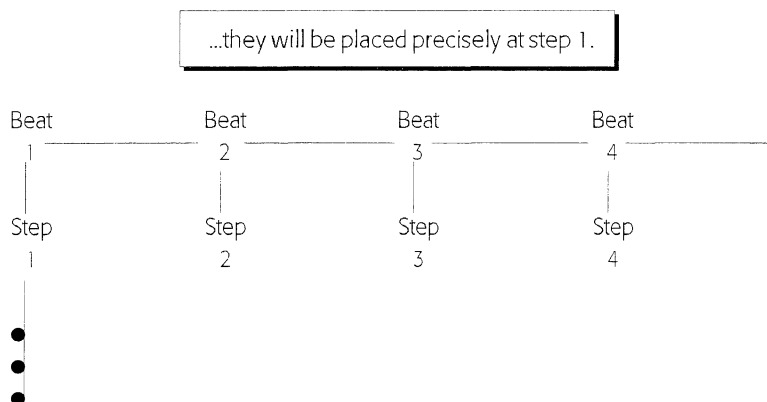 ...they will be placed precisely at step 1.
Beat Beat Beat Beat
1 2 3 4
Step Step Step Step
1 2 3 4